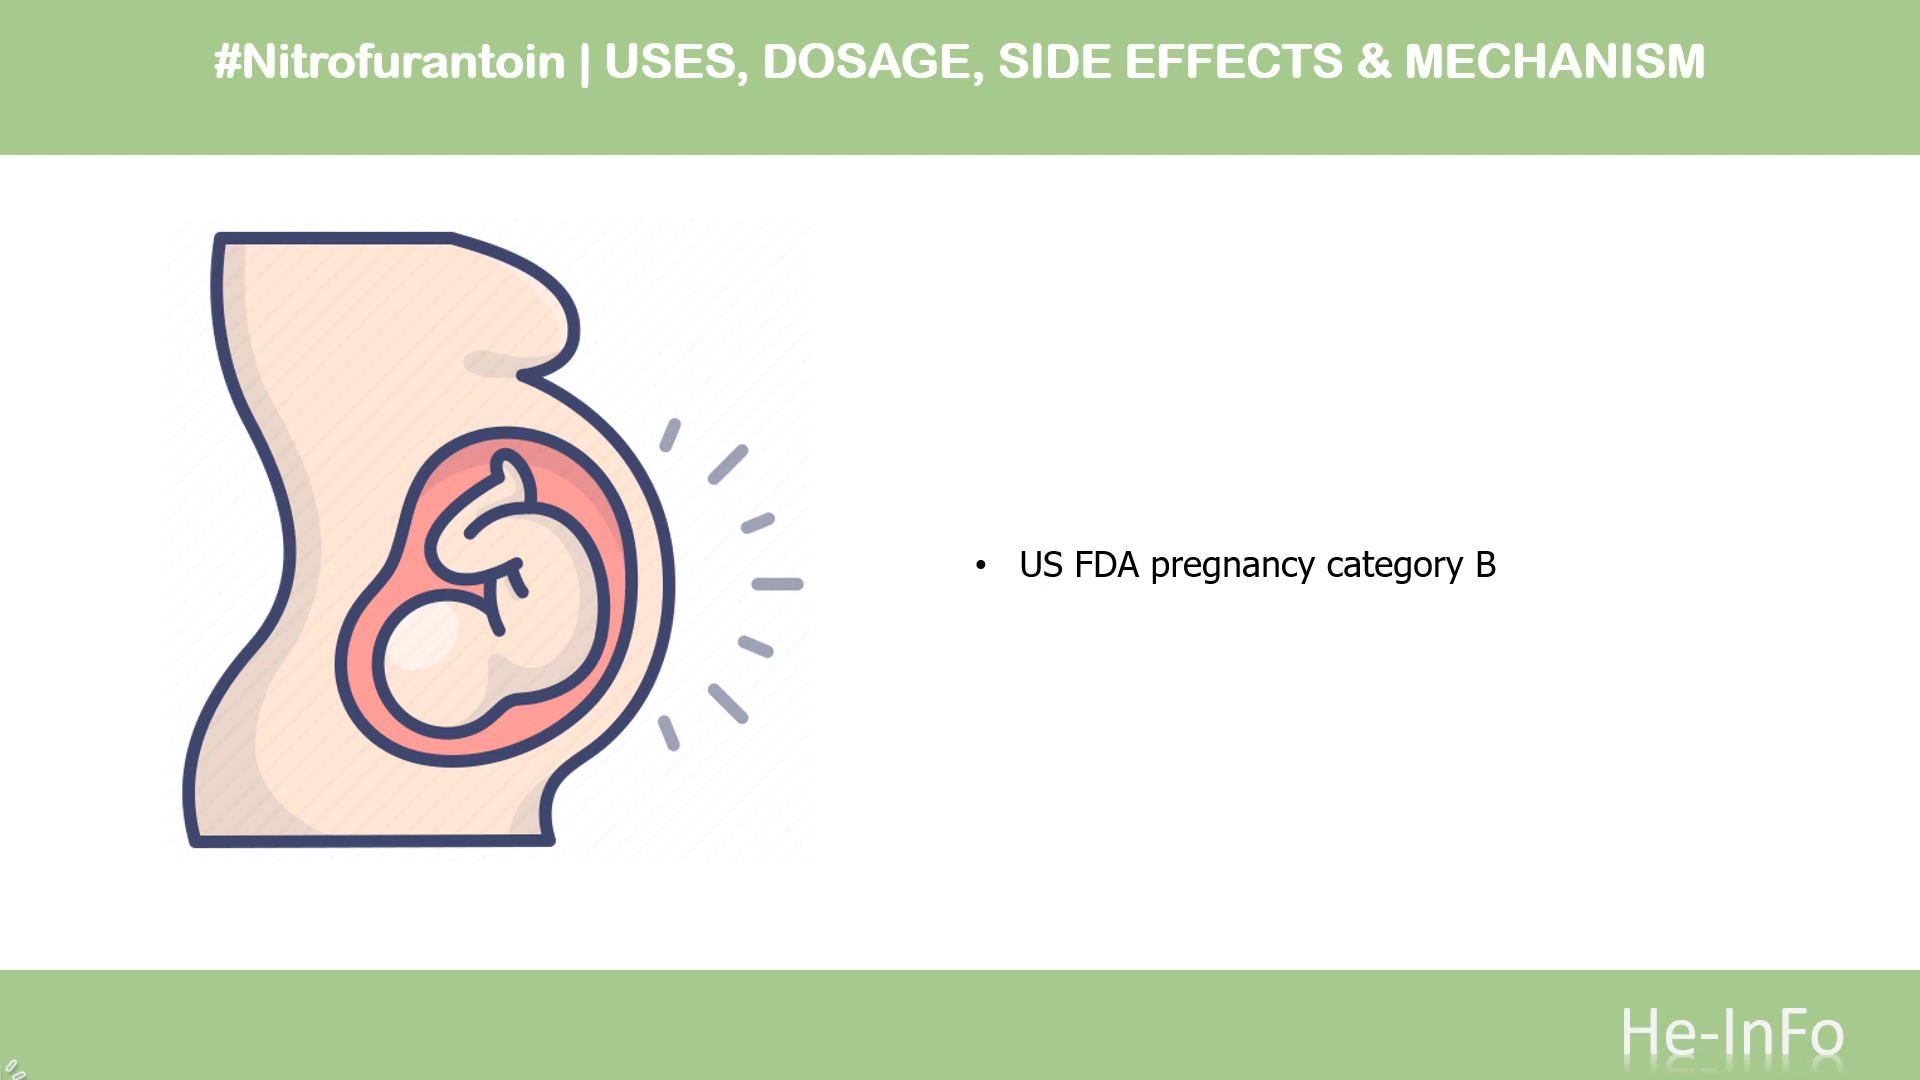 #Nitrofurantoin | USES, DOSAGE, SIDE EFFECTS & MECHANISM
• US FDA pregnancy category B
He-InFo